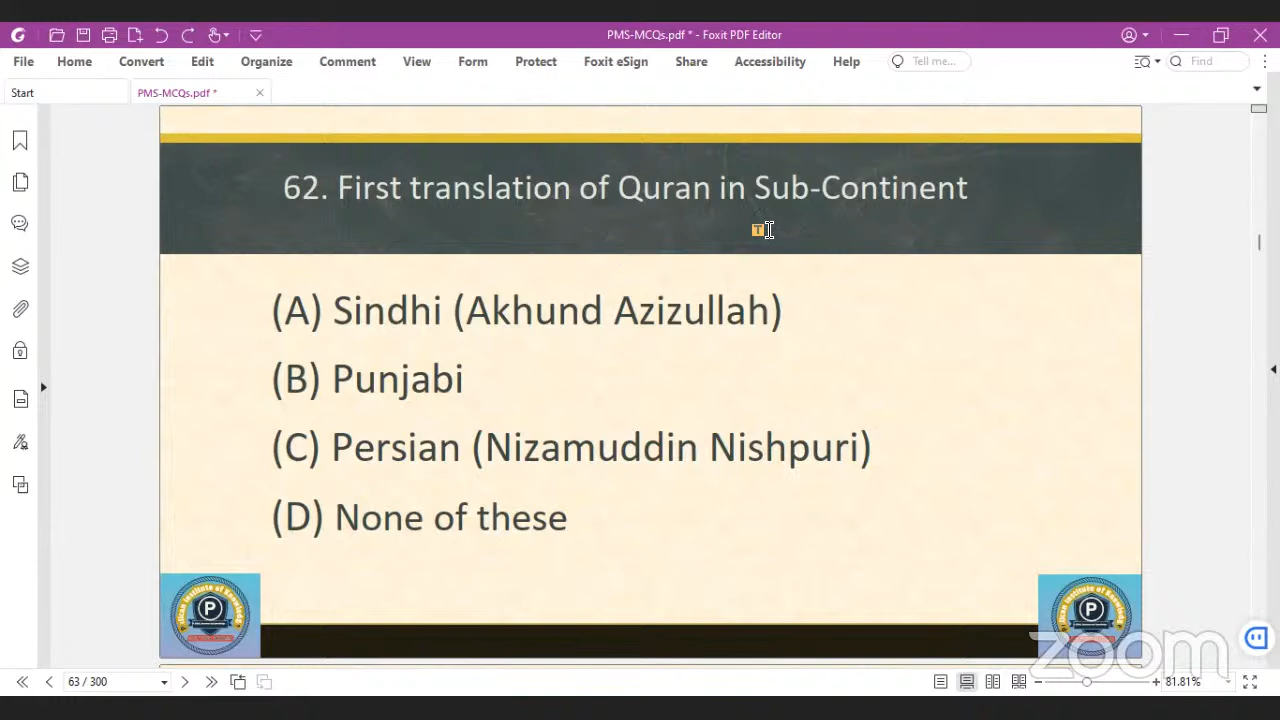 PMS-MCQs.pdf * - Foxit PDF Editor
File Home Convert Edit Organize Comment View Form Protect Foxit eSign Share Accessibility Help Tell me... Find
Start PMS-MCQs.pdf *
62. First translation of Quran in Sub-Continent
T
(A) Sindhi (Akhund Azizullah)
(B) Punjabi
(C) Persian (Nizamuddin Nishpuri)
(D) None of these
P
P
zoom
63 / 300 81.81%